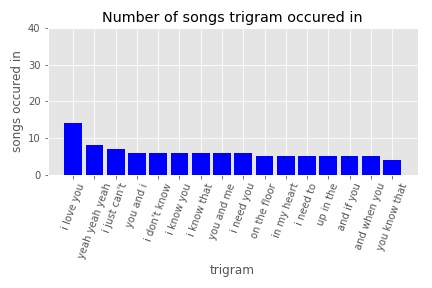 Number of songs trigram occured in
songs occured in
40
30
20
10
0
i love you
yeah yeah yeah
i just can't
you and i
i don't know
i know you
i know that
you and me
i need you
on the floor
in my heart
i need to
up in the
and if you
and when you
you know that
trigram